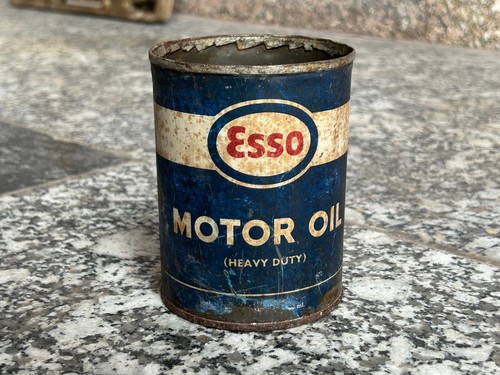 Esso
MOTOR OIL
(HEAVY DUTY)